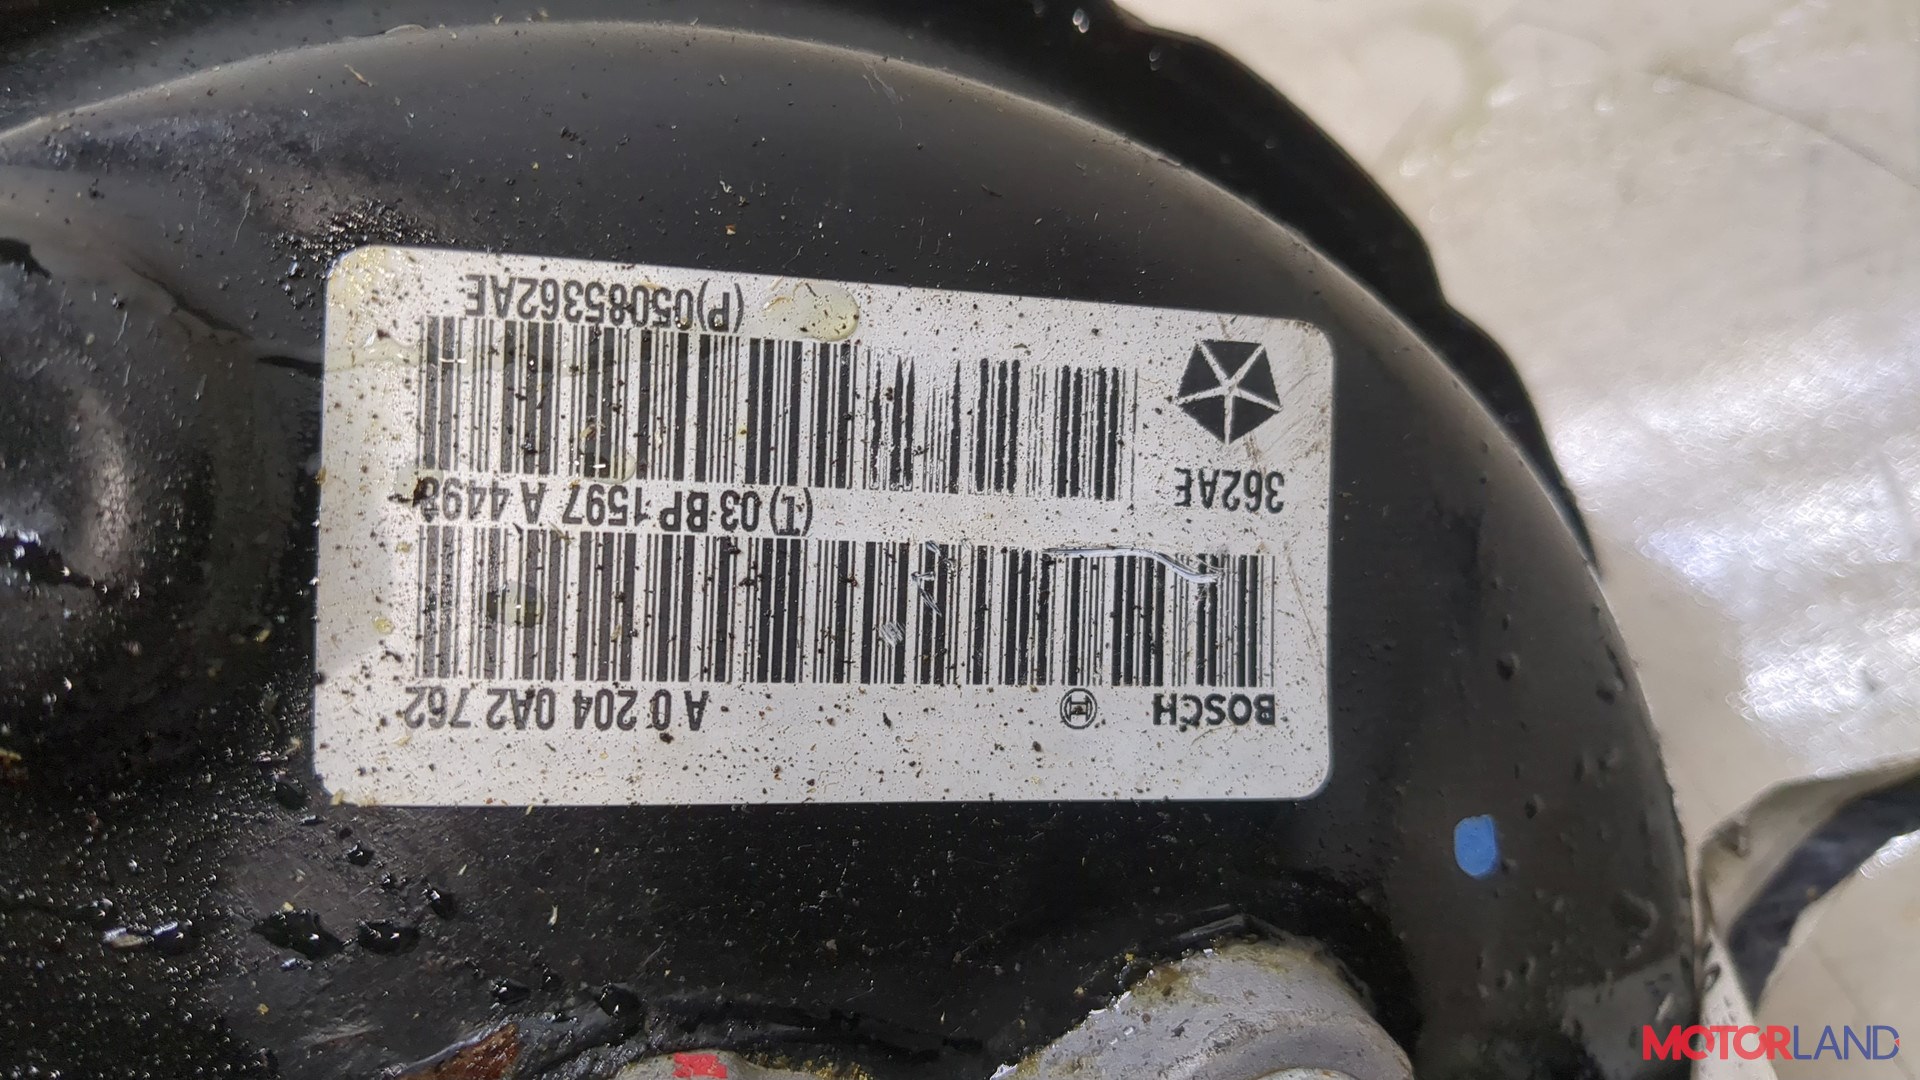 BOSCH A 0 204 0A2 762
(T) 03 BP 1597 A 449
362AE
(P)05085362AE
MOTORLAND